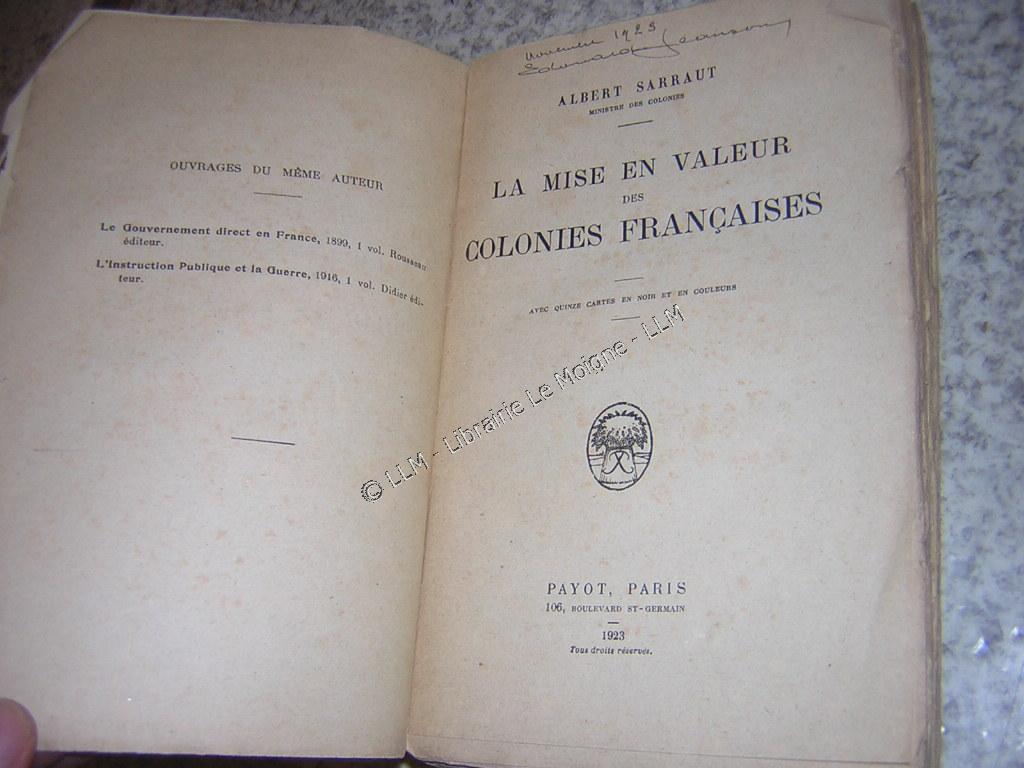 OUVRAGES DU MÊME AUTEUR
Le Gouvernement direct en France, 1899, 1 vol. Rousseau
éditeur.
L'Instruction Publique et la Guerre, 1916, 1 vol. Didier édi-
teur.
novembre 1923
ALBERT SARRAUT
MINISTRE DES COLONIES
LA MISE EN VALEUR
DES
COLONIES FRANÇAISES
AVEC QUINZE CARTES EN NOIR ET EN COULEURS
© LLM - Librairie Le Moigne - LLM
PAYOT, PARIS
106, BOULEVARD ST-GERMAIN
1923
Tous droits réservés.